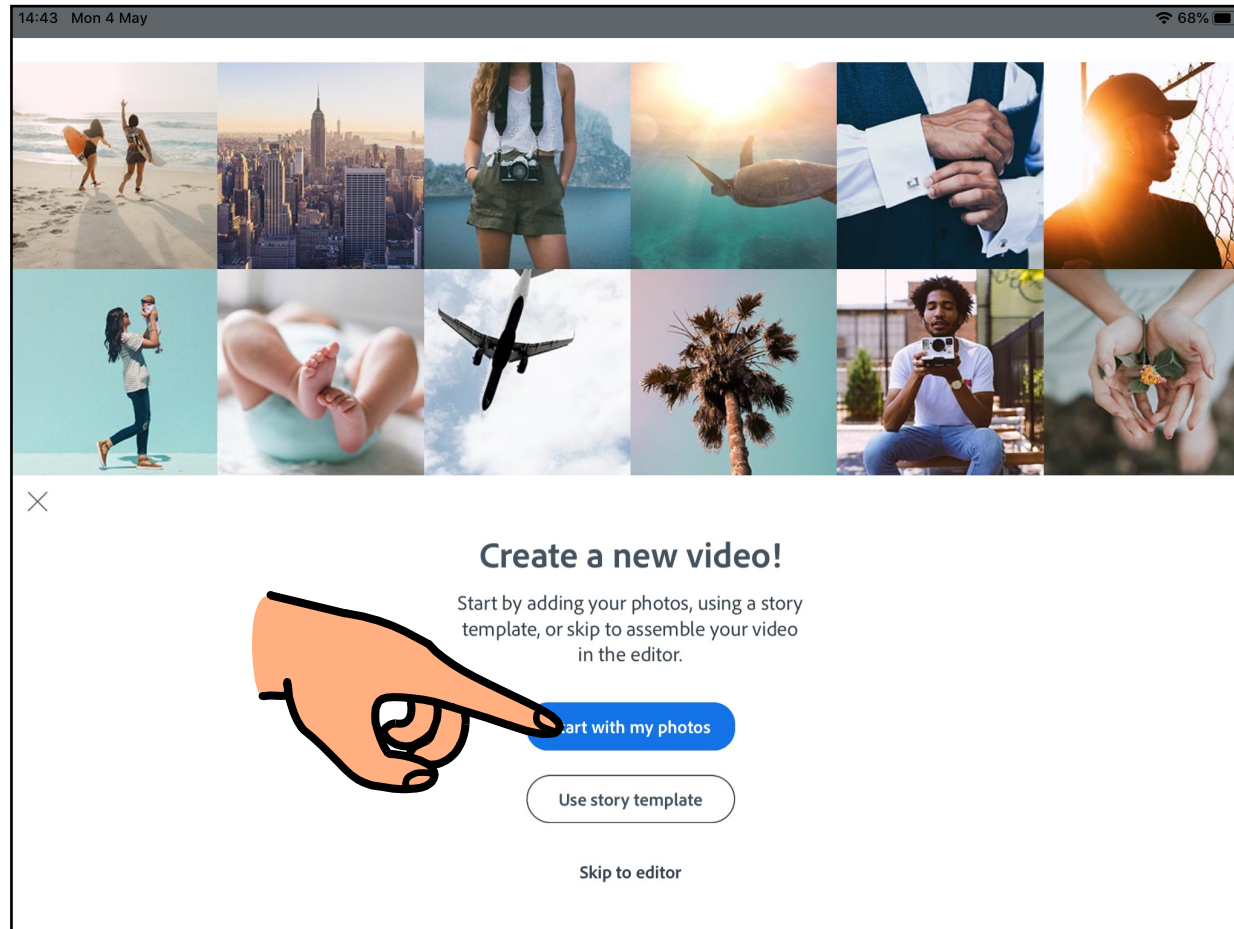 14:43 Mon 4 May
68%
Create a new video!
Start by adding your photos, using a story
template, or skip to assemble your video
in the editor.
art with my photos
Use story template
Skip to editor